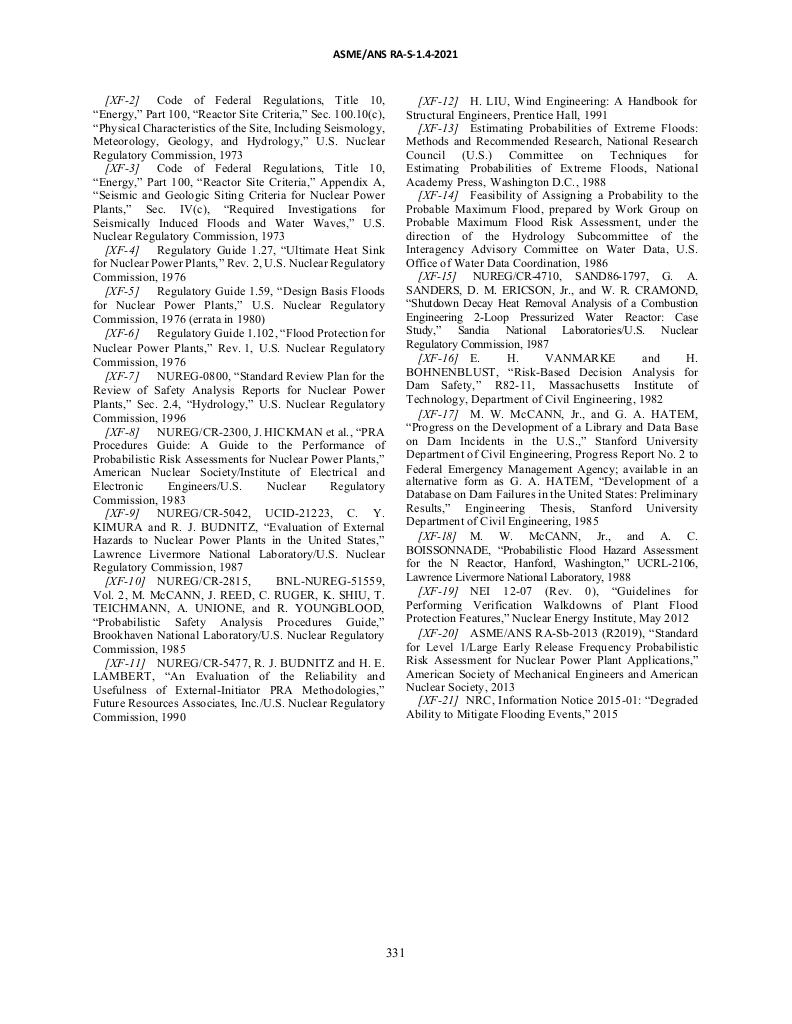 ASME/ANS RA-S-1.4-2021
[XF-2] Code of Federal Regulations, Title 10,
“Energy,” Part 100, “Reactor Site Criteria,” Sec. 100.10(c),
“Physical Characteristics of the Site, Including Seismology,
Meteorology, Geology, and Hydrology,” U.S. Nuclear
Regulatory Commission, 1973
[XF-3] Code of Federal Regulations, Title 10,
“Energy,” Part 100, “Reactor Site Criteria,” Appendix A,
“Seismic and Geologic Siting Criteria for Nuclear Power
Plants,” Sec. IV(c), “Required Investigations for
Seismically Induced Floods and Water Waves,” U.S.
Nuclear Regulatory Commission, 1973
[XF-4] Regulatory Guide 1.27, “Ultimate Heat Sink
for Nuclear Power Plants,” Rev. 2, U.S. Nuclear Regulatory
Commission, 1976
[XF-5] Regulatory Guide 1.59, “Design Basis Floods
for Nuclear Power Plants,” U.S. Nuclear Regulatory
Commission, 1976 (errata in 1980)
[XF-6] Regulatory Guide 1.102, “Flood Protection for
Nuclear Power Plants,” Rev. 1, U.S. Nuclear Regulatory
Commission, 1976
[XF-7] NUREG-0800, “Standard Review Plan for the
Review of Safety Analysis Reports for Nuclear Power
Plants,” Sec. 2.4, “Hydrology,” U.S. Nuclear Regulatory
Commission, 1996
[XF-8] NUREG/CR-2300, J. HICKMAN et al., “PRA
Procedures Guide: A Guide to the Performance of
Probabilistic Risk Assessments for Nuclear Power Plants,”
American Nuclear Society/Institute of Electrical and
Electronic Engineers/U.S. Nuclear Regulatory
Commission, 1983
[XF-9] NUREG/CR-5042, UCID-21223, C. Y.
KIMURA and R. J. BUDNITZ, “Evaluation of External
Hazards to Nuclear Power Plants in the United States,”
Lawrence Livermore National Laboratory/U.S. Nuclear
Regulatory Commission, 1987
[XF-10] NUREG/CR-2815, BNL-NUREG-51559,
Vol. 2, M. McCANN, J. REED, C. RUGER, K. SHIU, T.
TEICHMANN, A. UNIONE, and R. YOUNGBLOOD,
“Probabilistic Safety Analysis Procedures Guide,”
Brookhaven National Laboratory/U.S. Nuclear Regulatory
Commission, 1985
[XF-11] NUREG/CR-5477, R. J. BUDNITZ and H. E.
LAMBERT, “An Evaluation of the Reliability and
Usefulness of External-Initiator PRA Methodologies,”
Future Resources Associates, Inc./U.S. Nuclear Regulatory
Commission, 1990
[XF-12] H. LIU, Wind Engineering: A Handbook for
Structural Engineers, Prentice Hall, 1991
[XF-13] Estimating Probabilities of Extreme Floods:
Methods and Recommended Research, National Research
Council (U.S.) Committee on Techniques for
Estimating Probabilities of Extreme Floods, National
Academy Press, Washington D.C., 1988
[XF-14] Feasibility of Assigning a Probability to the
Probable Maximum Flood, prepared by Work Group on
Probable Maximum Flood Risk Assessment, under the
direction of the Hydrology Subcommittee of the
Interagency Advisory Committee on Water Data, U.S.
Office of Water Data Coordination, 1986
[XF-15] NUREG/CR-4710, SAND86-1797, G. A.
SANDERS, D. M. ERICSON, Jr., and W. R. CRAMOND,
“Shutdown Decay Heat Removal Analysis of a Combustion
Engineering 2-Loop Pressurized Water Reactor: Case
Study,” Sandia National Laboratories/U.S. Nuclear
Regulatory Commission, 1987
[XF-16] E. H. VANMARKE and H.
BOHNENBLUST, “Risk-Based Decision Analysis for
Dam Safety,” R82-11, Massachusetts Institute of
Technology, Department of Civil Engineering, 1982
[XF-17] M. W. McCANN, Jr., and G. A. HATEM,
“Progress on the Development of a Library and Data Base
on Dam Incidents in the U.S.,” Stanford University
Department of Civil Engineering, Progress Report No. 2 to
Federal Emergency Management Agency; available in an
alternative form as G. A. HATEM, “Development of a
Database on Dam Failures in the United States: Preliminary
Results,” Engineering Thesis, Stanford University
Department of Civil Engineering, 1985
[XF-18] M. W. McCANN, Jr., and A. C.
BOISSONNADE, “Probabilistic Flood Hazard Assessment
for the N Reactor, Hanford, Washington,” UCRL-2106,
Lawrence Livermore National Laboratory, 1988
[XF-19] NEI 12-07 (Rev. 0), “Guidelines for
Performing Verification Walkdowns of Plant Flood
Protection Features,” Nuclear Energy Institute, May 2012
[XF-20] ASME/ANS RA-Sb-2013 (R2019), “Standard
for Level 1/Large Early Release Frequency Probabilistic
Risk Assessment for Nuclear Power Plant Applications,”
American Society of Mechanical Engineers and American
Nuclear Society, 2013
[XF-21] NRC, Information Notice 2015-01: “Degraded
Ability to Mitigate Flooding Events,” 2015
331